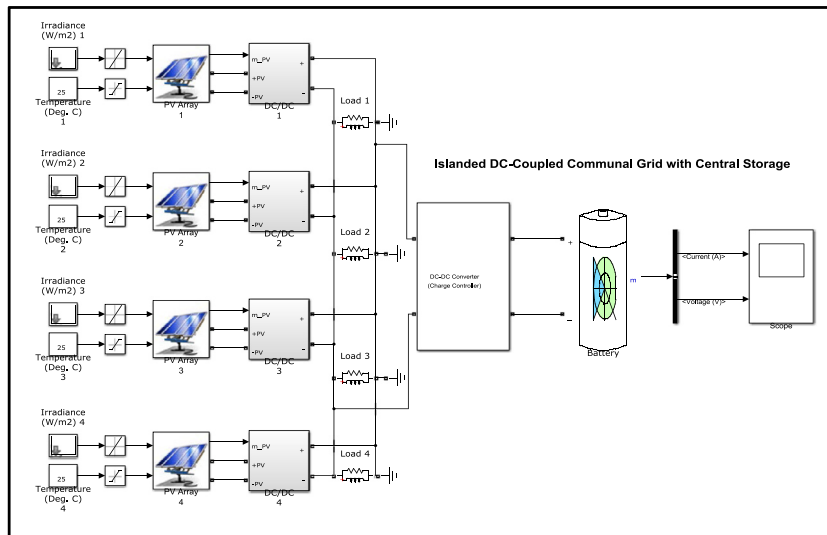 Irradiance
(W/m2) 1
25
Temperature
(Deg. C)
1
PV Array
1
m_PV
+PV
-PV
+
-
DC/DC
1
Load 1
Irradiance
(W/m2) 2
25
Temperature
(Deg. C)
2
PV Array
2
m_PV
+PV
-PV
+
-
DC/DC
2
Load 2
Irradiance
(W/m2) 3
25
Temperature
(Deg. C)
3
PV Array
3
m_PV
+PV
-PV
+
-
DC/DC
3
Load 3
Irradiance
(W/m2) 4
25
Temperature
(Deg. C)
4
PV Array
4
m_PV
+PV
-PV
+
-
DC/DC
4
Load 4
Islanded DC-Coupled Communal Grid with Central Storage
DC-DC Converter
(Charge Controller)
+
m
−
Battery
<Current (A)>
<Voltage (V)>
Scope